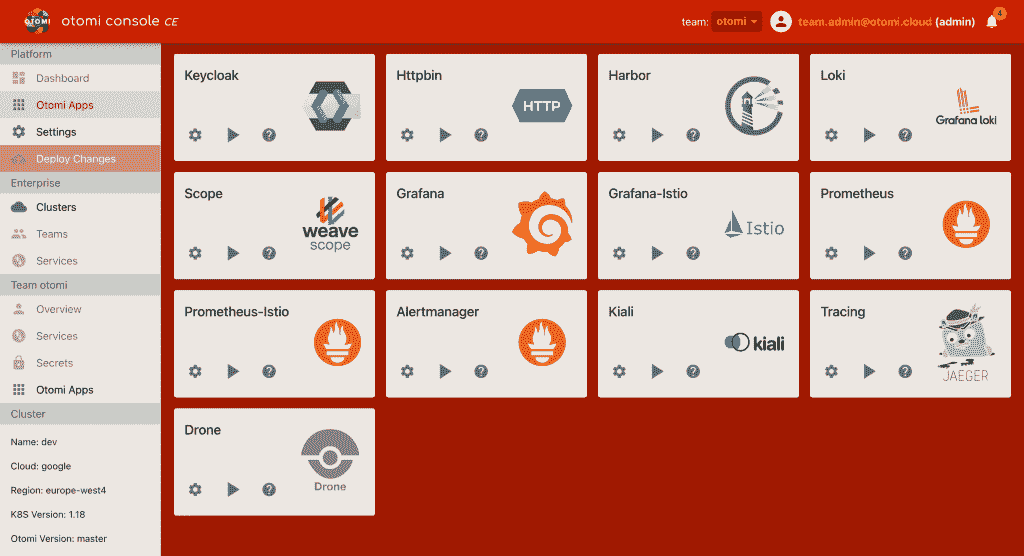 OTOMI
otomi console CE
team: otomi
team.admin@otomi.cloud (admin)
4
Platform
Dashboard
Otomi Apps
Settings
Deploy Changes
Enterprise
Clusters
Teams
Services
Team otomi
Overview
Services
Secrets
Otomi Apps
Cluster
Name: dev
Cloud: google
Region: europe-west4
K8S Version: 1.18
Otomi Version: master
Keycloak
?
Httpbin
HTTP
?
Harbor
?
Loki
Grafana loki
?
Scope
weave
scope
?
Grafana
?
Grafana-Istio
Istio
?
Prometheus
?
Prometheus-Istio
?
Alertmanager
?
Kiali
kiali
?
Tracing
JAEGER
?
Drone
Drone
?